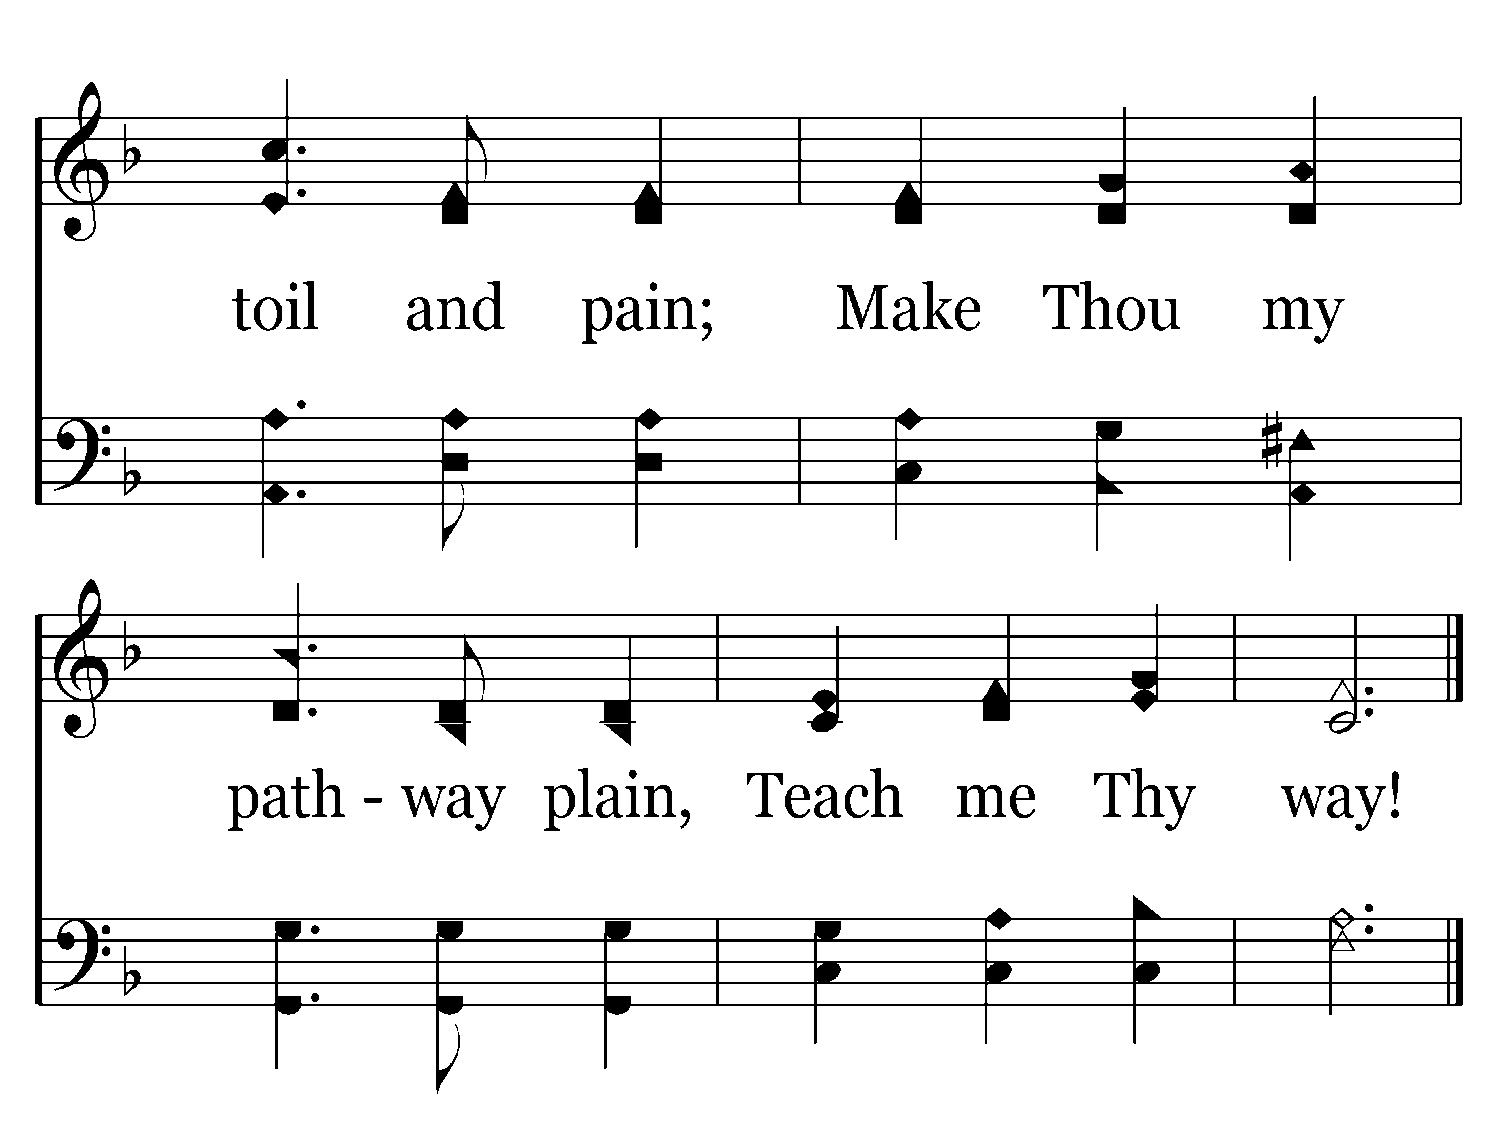 toil and pain; Make Thou my
path - way plain, Teach me Thy way!